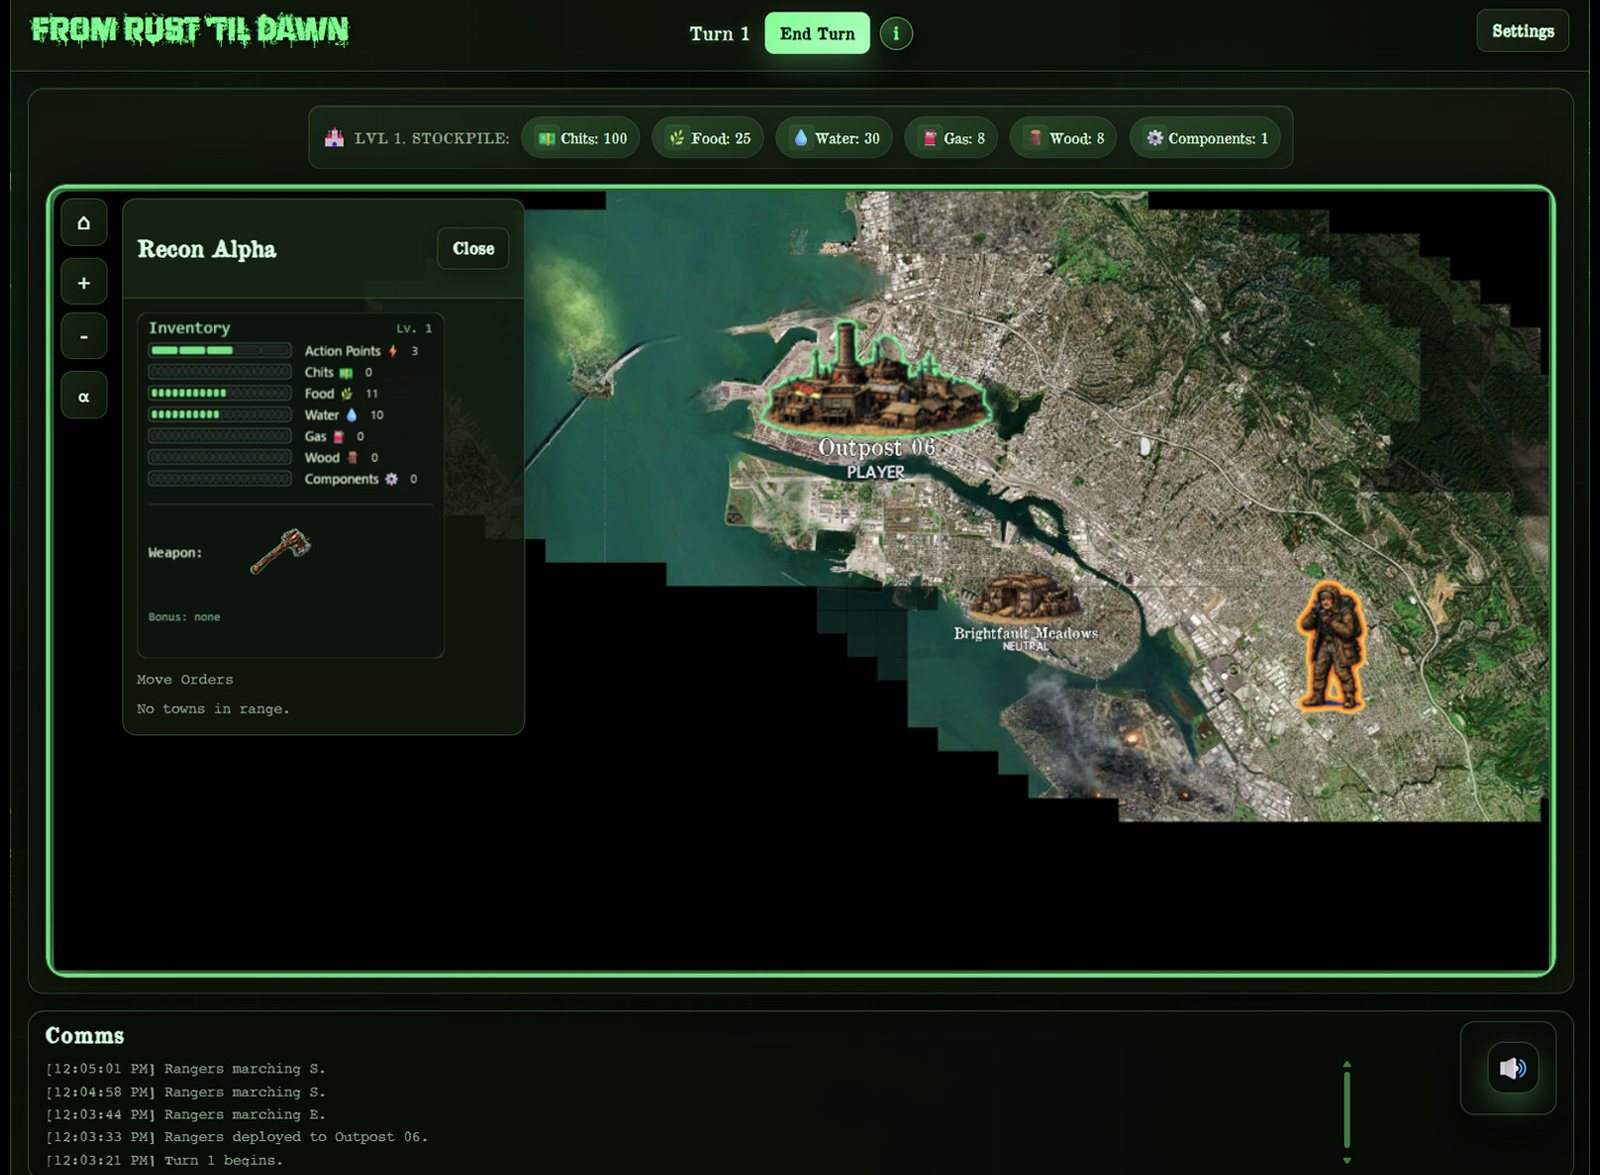 FROM RUST 'TIL DAWN
Turn 1
End Turn
i
Settings
LVL 1. STOCKPILE:
Chits: 100
Food: 25
Water: 30
Gas: 8
Wood: 8
Components: 1
+
-
α
Recon Alpha
Close
Inventory
Lv. 1
Action Points 3
Chits 0
Food 11
Water 10
Gas 0
Wood 0
Components 0
Weapon:
Bonus: none
Move Orders
No towns in range.
Outpost 06
PLAYER
Brightfault Meadows
NEUTRAL
Comms
[12:05:01 PM] Rangers marching S.
[12:04:58 PM] Rangers marching S.
[12:03:44 PM] Rangers marching E.
[12:03:33 PM] Rangers deployed to Outpost 06.
[12:03:21 PM] Turn 1 begins.